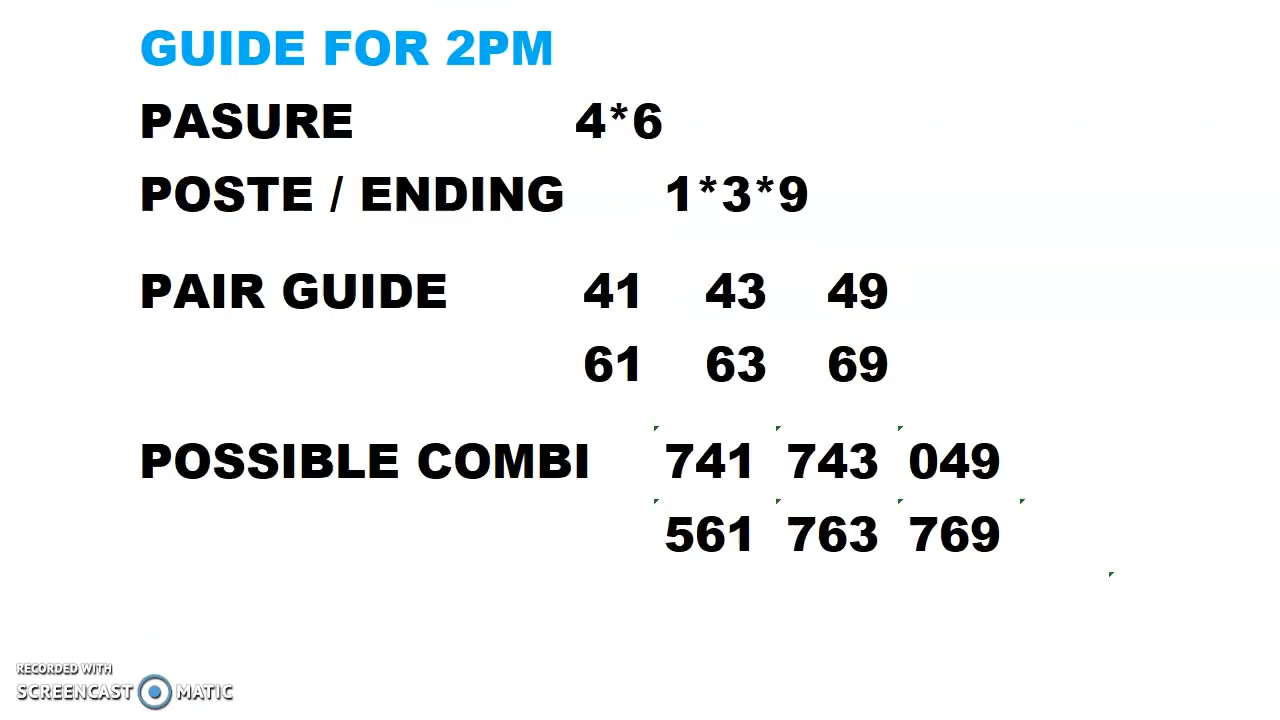 GUIDE FOR 2PM
PASURE 4*6
POSTE / ENDING 1*3*9
PAIR GUIDE 41 43 49
61 63 69
POSSIBLE COMBI 741 743 049
561 763 769
RECORDED WITH
SCREENCAST MATIC